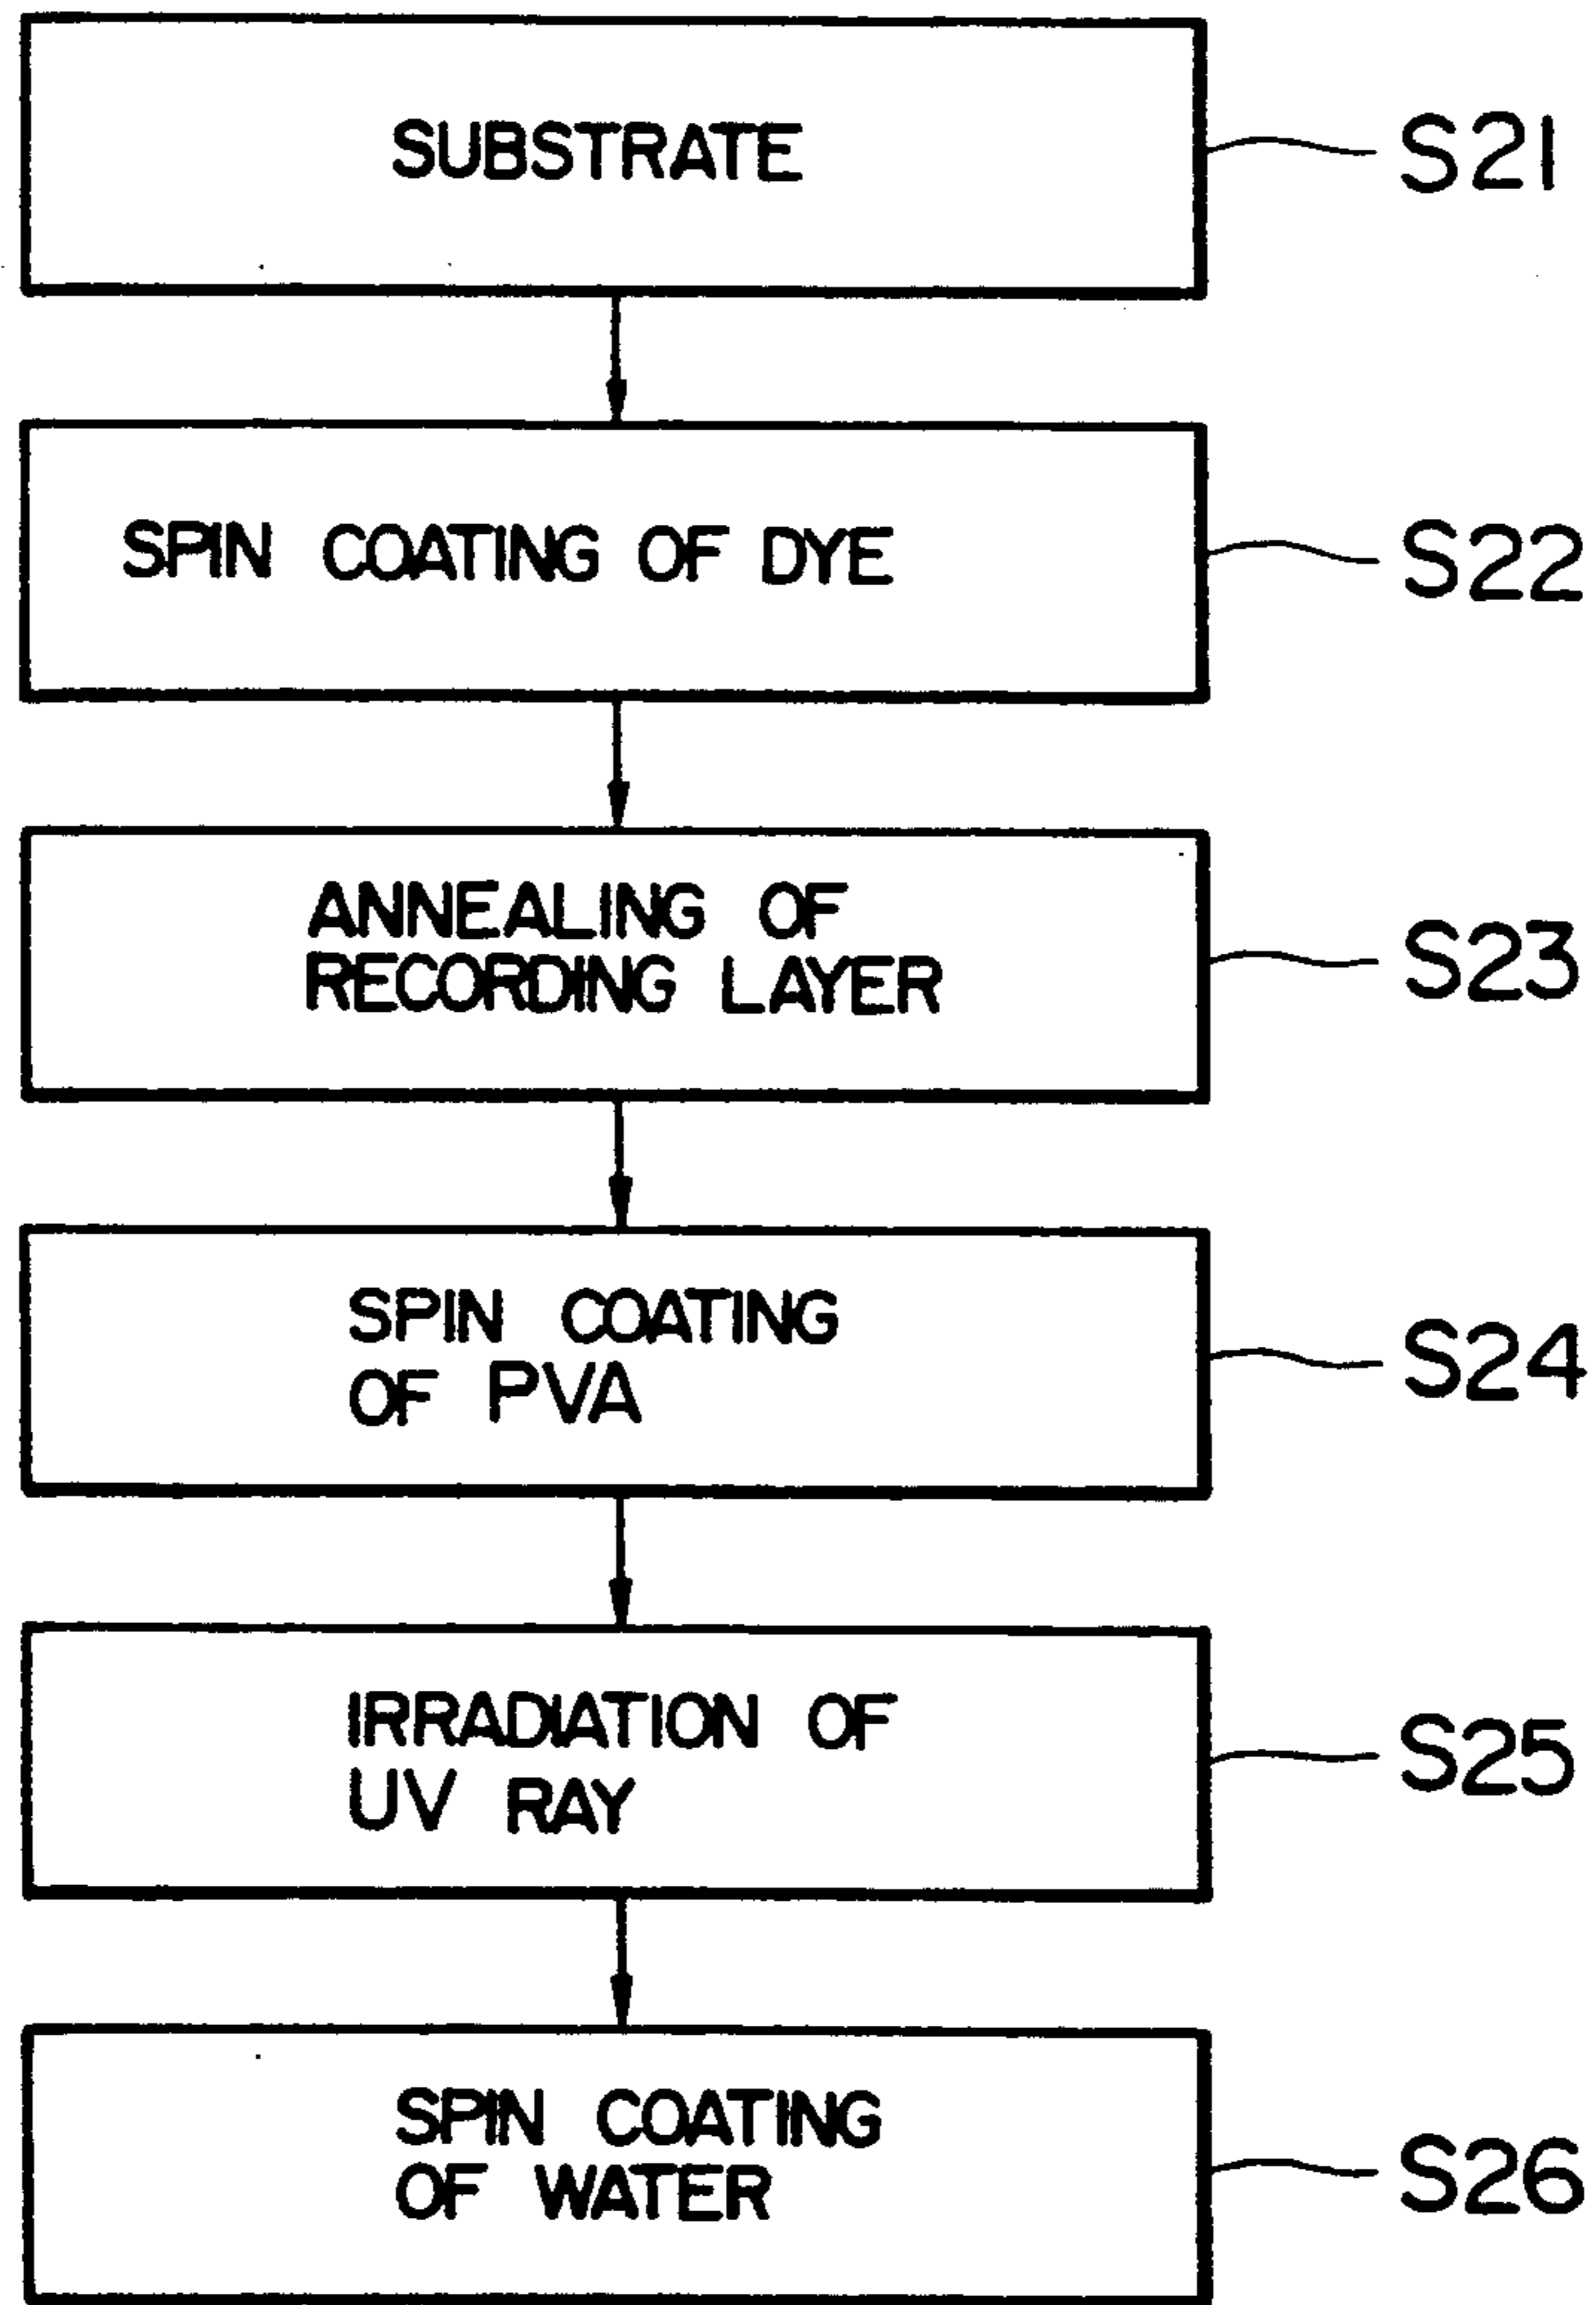 SUBSTRATE
S21
SPIN COATING OF DYE
S22
ANNEALING OF
RECORDING LAYER
S23
SPIN COATING
OF PVA
S24
IRRADIATION OF
UV RAY
S25
SPIN COATING
OF WATER
S26